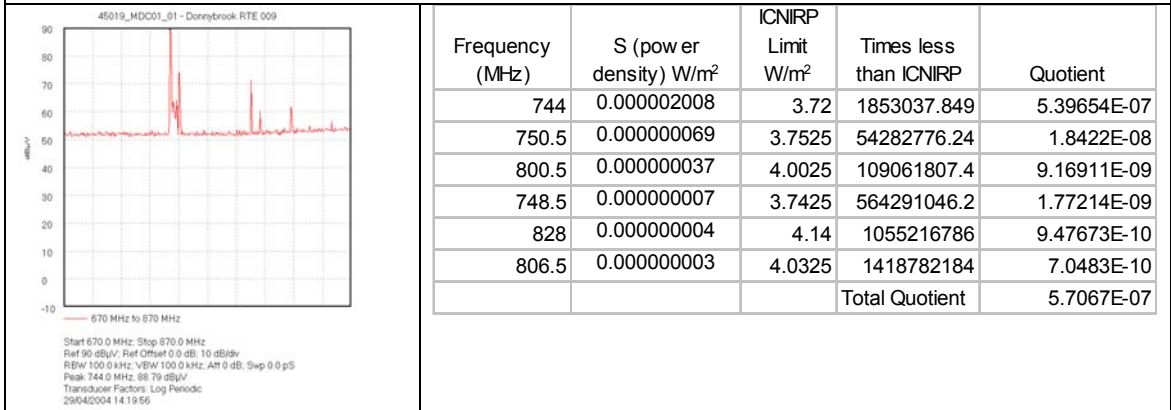 45019_MDC01_01 - Donnybrook RTE 009
90
80
70
60
50
40
30
20
10
0
-10
dBµV
670 MHz to 870 MHz
Start 670.0 MHz; Stop 870.0 MHz
Ref 90 dBµV; Ref Offset 0.0 dB; 10 dB/div
RBW 100.0 kHz; VBW 100.0 kHz; Att 0 dB; Swp 0.0 pS
Peak 744.0 MHz, 88.79 dBµV
Transducer Factors: Log Periodic
29/04/2004 14:19:56
Frequency (MHz) S (power density) W/m² ICNIRP Limit W/m² Times less than ICNIRP Quotient
744 0.000002008 3.72 1853037.849 5.39654E-07
750.5 0.000000069 3.7525 54282776.24 1.8422E-08
800.5 0.000000037 4.0025 109061807.4 9.16911E-09
748.5 0.000000007 3.7425 564291046.2 1.77214E-09
828 0.000000004 4.14 1055216786 9.47673E-10
806.5 0.000000003 4.0325 1418782184 7.0483E-10
Total Quotient 5.7067E-07